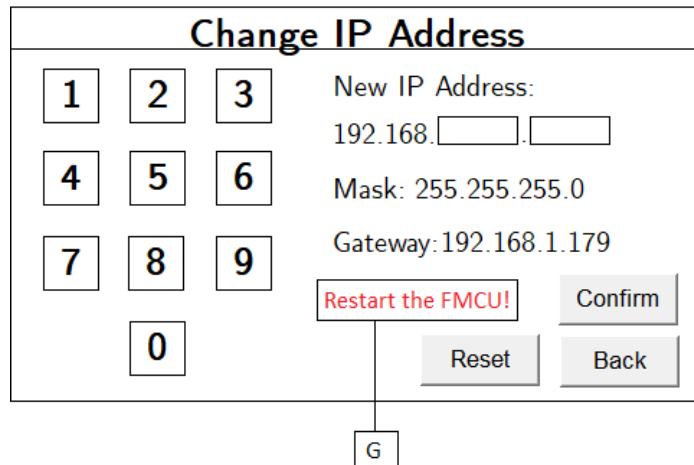 Change IP Address
1 2 3
New IP Address:
192.168. .
4 5 6
Mask: 255.255.255.0
7 8 9
Gateway:192.168.1.179
Restart the FMCU!
Confirm
0
Reset
Back
G